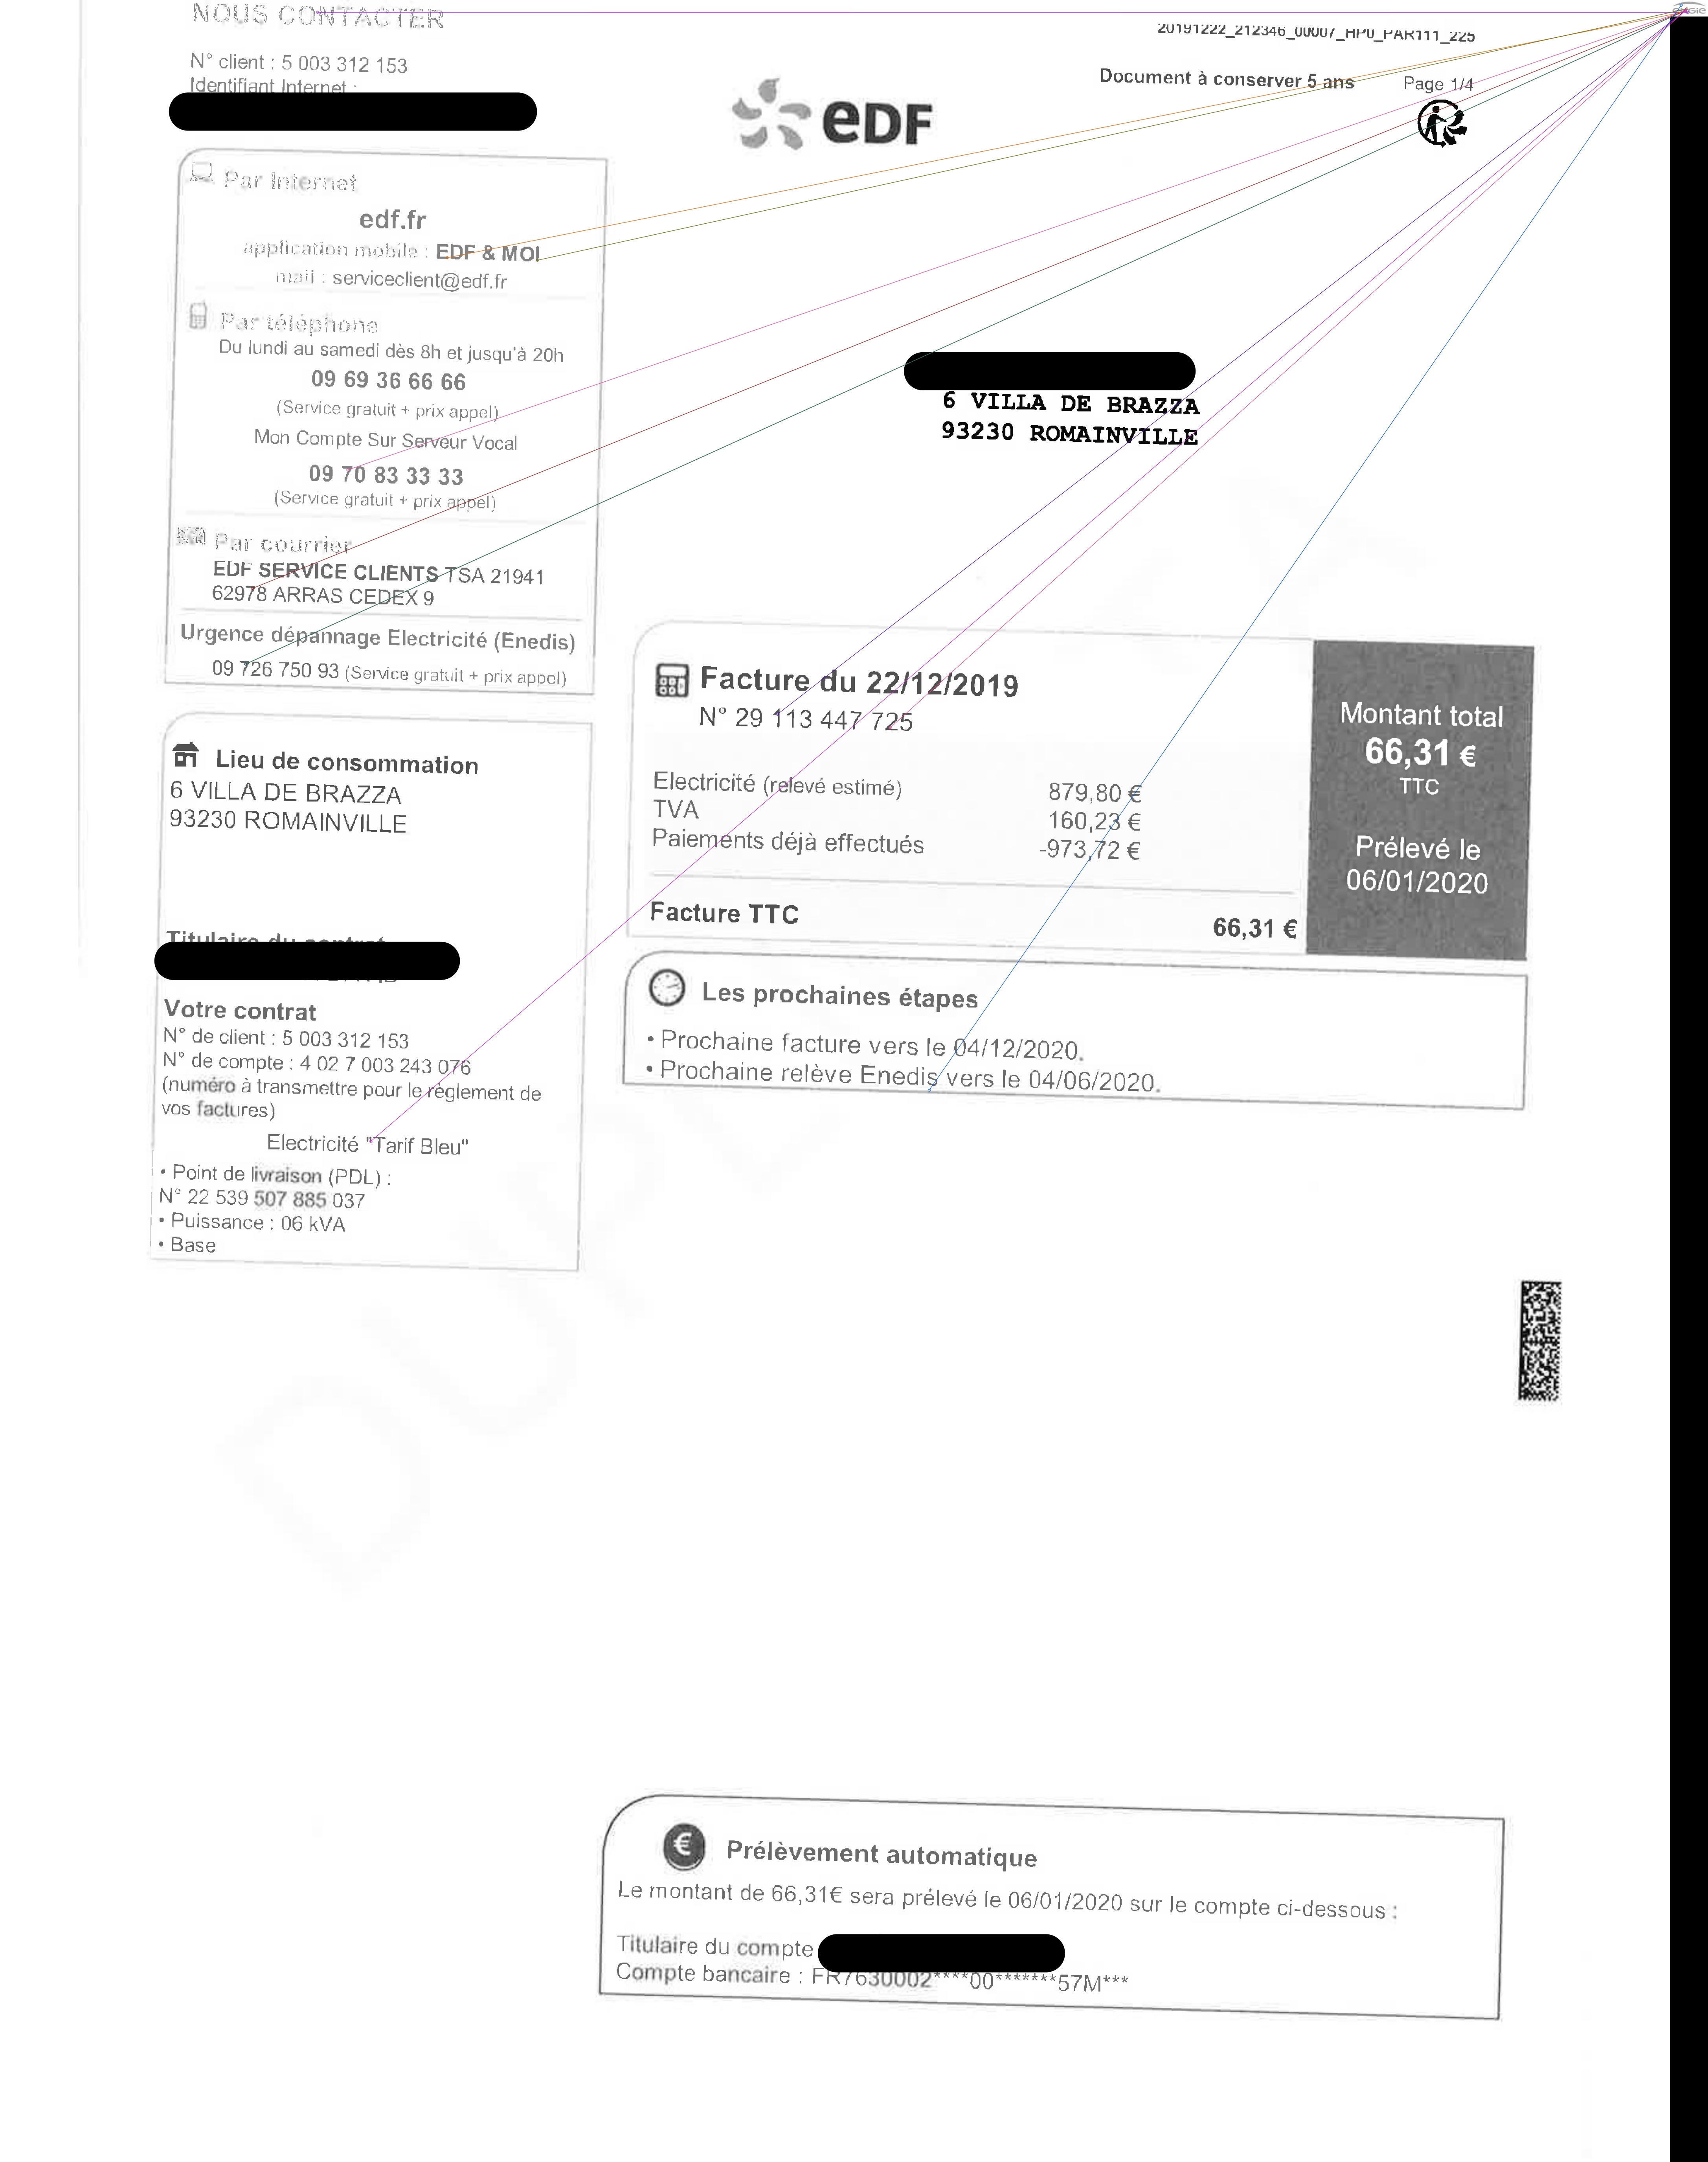 NOUS CONTACTER
20191222_212346_00007_HP0_PAR111_225
N° client : 5 003 312 153
Identifiant Internet :
Document à conserver 5 ans Page 1/4
eDF
Par Internet
edf.fr
application mobile : EDF & MOI
mail : serviceclient@edf.fr
Par téléphone
Du lundi au samedi dès 8h et jusqu'à 20h
09 69 36 66 66
(Service gratuit + prix appel)
Mon Compte Sur Serveur Vocal
09 70 83 33 33
(Service gratuit + prix appel)
Par courrier
EDF SERVICE CLIENTS TSA 21941
62978 ARRAS CEDEX 9
Urgence dépannage Electricité (Enedis)
09 726 750 93 (Service gratuit + prix appel)
6 VILLA DE BRAZZA
93230 ROMAINVILLE
Lieu de consommation
6 VILLA DE BRAZZA
93230 ROMAINVILLE
Titulaire du contrat
Votre contrat
N° de client : 5 003 312 153
N° de compte : 4 02 7 003 243 076
(numéro à transmettre pour le réglement de
vos factures)
Electricité "Tarif Bleu"
• Point de livraison (PDL) :
N° 22 539 507 885 037
• Puissance : 06 kVA
• Base
Facture du 22/12/2019
N° 29 113 447 725
Electricité (relevé estimé) 879,80 €
TVA 160,23 €
Paiements déjà effectués -973,72 €
Facture TTC 66,31 €
Montant total
66,31 €
TTC
Prélevé le
06/01/2020
Les prochaines étapes
• Prochaine facture vers le 04/12/2020.
• Prochaine relève Enedis vers le 04/06/2020.
Prélèvement automatique
Le montant de 66,31€ sera prélevé le 06/01/2020 sur le compte ci-dessous :
Titulaire du compte
Compte bancaire : FR7630002****00*******57M***